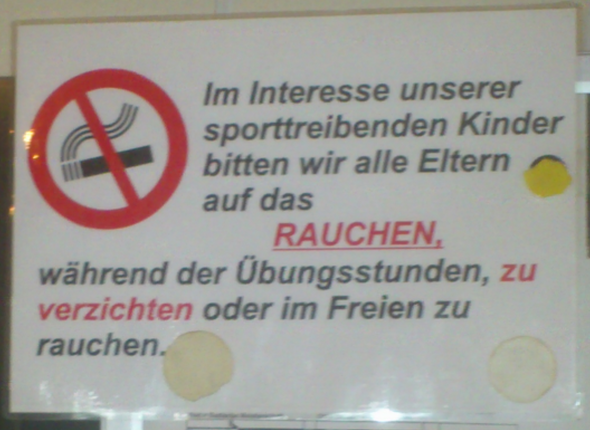 Im Interesse unserer
sporttreibenden Kinder
bitten wir alle Eltern
auf das
RAUCHEN,
während der Übungsstunden, zu
verzichten oder im Freien zu
rauchen.